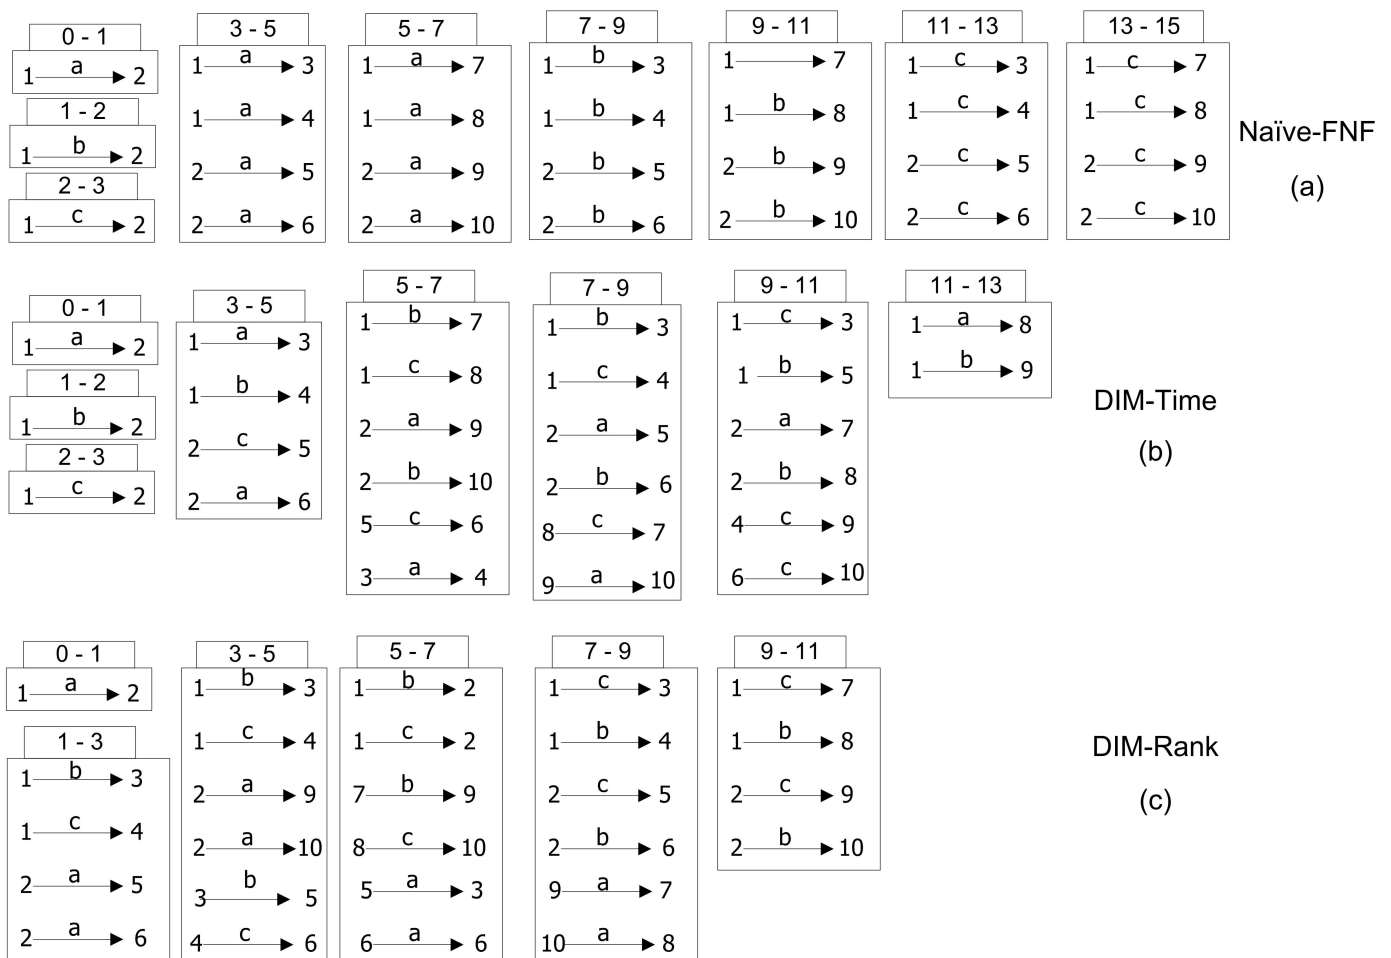 0 - 1
1 a 2
1 - 2
1 b 2
2 - 3
1 c 2
3 - 5
1 a 3
1 a 4
2 a 5
2 a 6
5 - 7
1 a 7
1 a 8
2 a 9
2 a 10
7 - 9
1 b 3
1 b 4
2 b 5
2 b 6
9 - 11
1 7
1 b 8
2 b 9
2 b 10
11 - 13
1 c 3
1 c 4
2 c 5
2 c 6
13 - 15
1 c 7
1 c 8
2 c 9
2 c 10
Naïve-FNF
(a)
0 - 1
1 a 2
1 - 2
1 b 2
2 - 3
1 c 2
3 - 5
1 a 3
1 b 4
2 c 5
2 a 6
5 - 7
1 b 7
1 c 8
2 a 9
2 b 10
5 c 6
3 a 4
7 - 9
1 b 3
1 c 4
2 a 5
2 b 6
8 c 7
9 a 10
9 - 11
1 c 3
1 b 5
2 a 7
2 b 8
4 c 9
6 c 10
11 - 13
1 a 8
1 b 9
DIM-Time
(b)
0 - 1
1 a 2
1 - 3
1 b 3
1 c 4
2 a 5
2 a 6
3 - 5
1 b 3
1 c 4
2 a 9
2 a 10
3 b 5
4 c 6
5 - 7
1 b 2
1 c 2
7 b 9
8 c 10
5 a 3
6 a 6
7 - 9
1 c 3
1 b 4
2 c 5
2 b 6
9 a 7
10 a 8
9 - 11
1 c 7
1 b 8
2 c 9
2 b 10
DIM-Rank
(c)